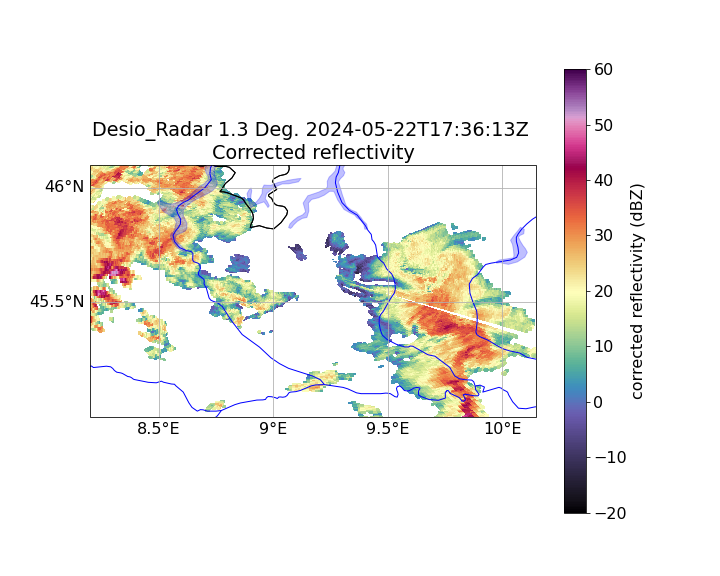 Desio_Radar 1.3 Deg. 2024-05-22T17:36:13Z
Corrected reflectivity
46°N
45.5°N
8.5°E
9°E
9.5°E
10°E
60
50
40
30
20
10
0
−10
−20
corrected reflectivity (dBZ)